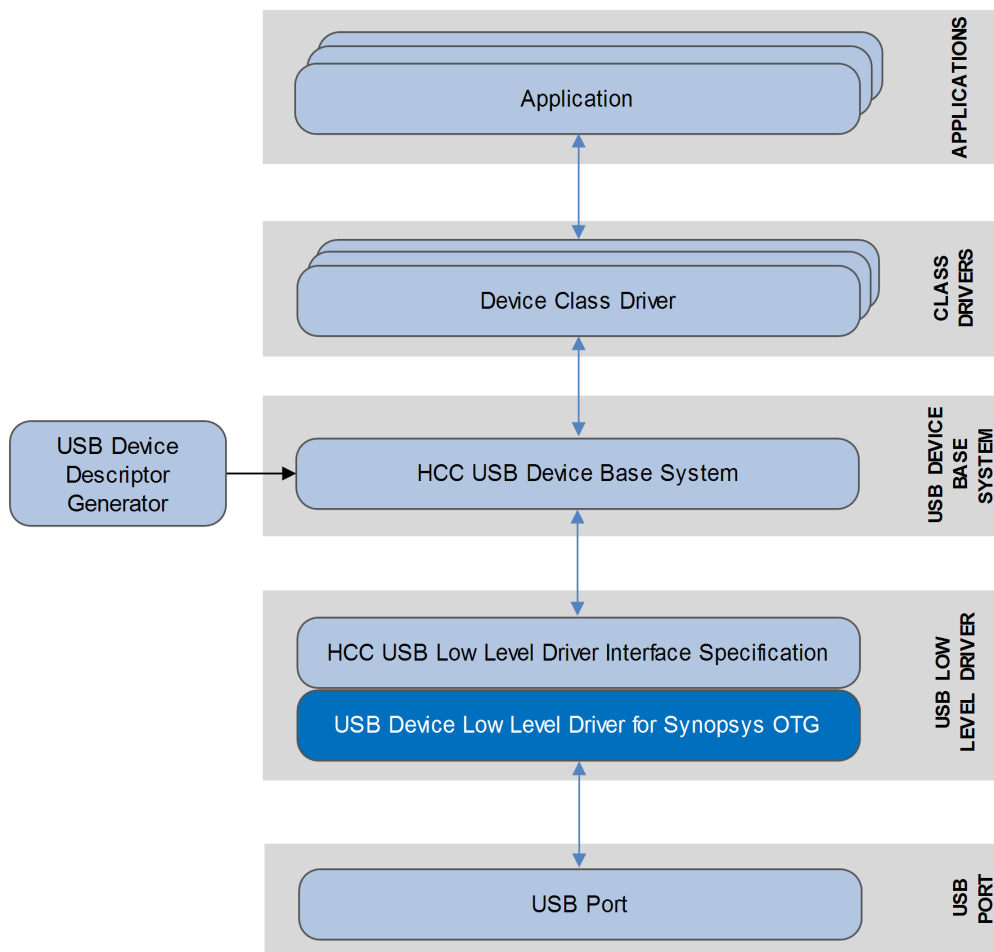 Application
APPLICATIONS
Device Class Driver
CLASS
DRIVERS
USB Device
Descriptor
Generator
HCC USB Device Base System
USB DEVICE
BASE
SYSTEM
HCC USB Low Level Driver Interface Specification
USB Device Low Level Driver for Synopsys OTG
USB LOW
LEVEL DRIVER
USB Port
USB
PORT